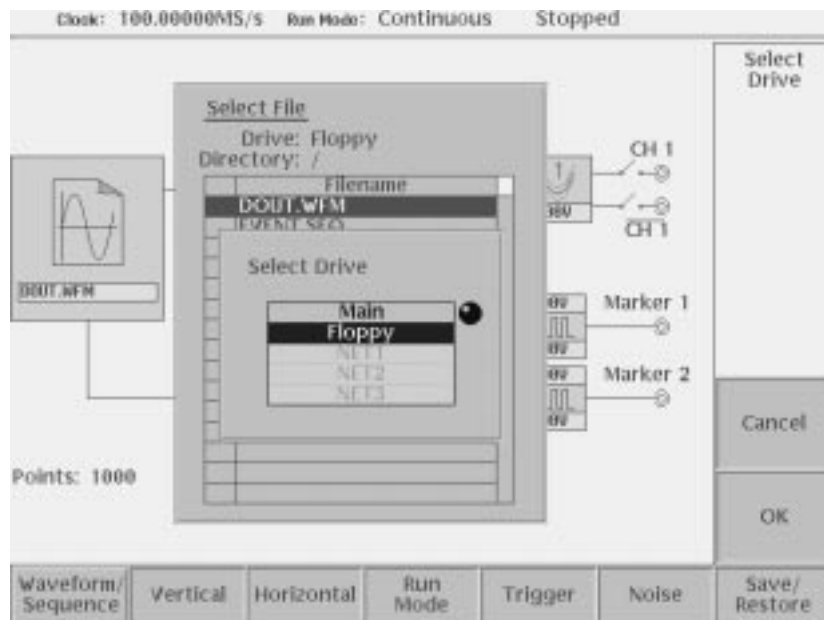 Clock: 100.00000MS/s Run Mode: Continuous Stopped
Select
Drive
Select File
Drive: Floppy
Directory: /
Filename
DOUT.WFM
EVENT.SEQ
Select Drive
Main
Floppy
NET1
NET2
NET3
DOUT.WFM
CH 1
CH 1
Marker 1
Marker 2
Points: 1000
Cancel
OK
Waveform/
Sequence
Vertical
Horizontal
Run
Mode
Trigger
Noise
Save/
Restore